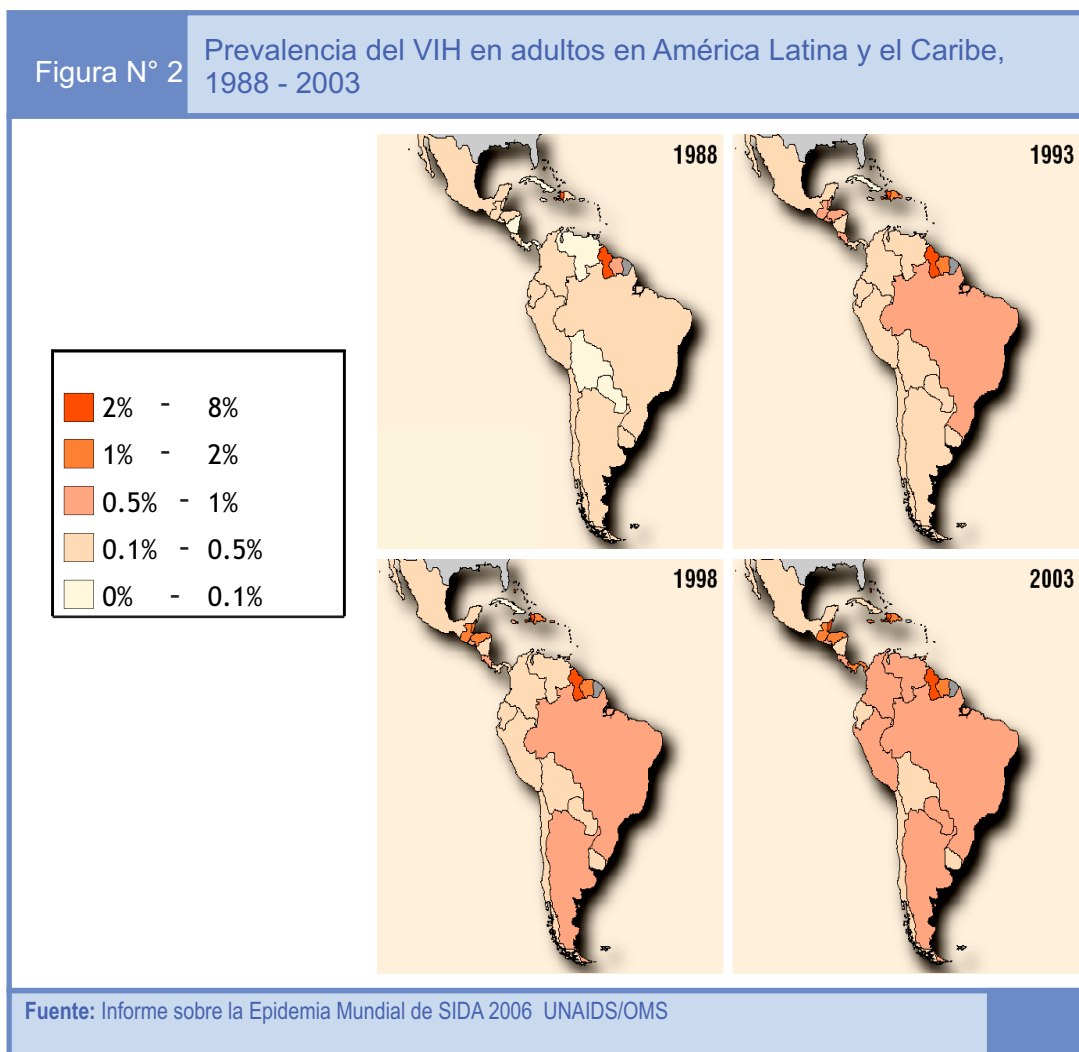 Figura N° 2
Prevalencia del VIH en adultos en América Latina y el Caribe,
1988 - 2003
1988
1993
2% - 8%
1% - 2%
0.5% - 1%
0.1% - 0.5%
0% - 0.1%
1998
2003
Fuente: Informe sobre la Epidemia Mundial de SIDA 2006 UNAIDS/OMS